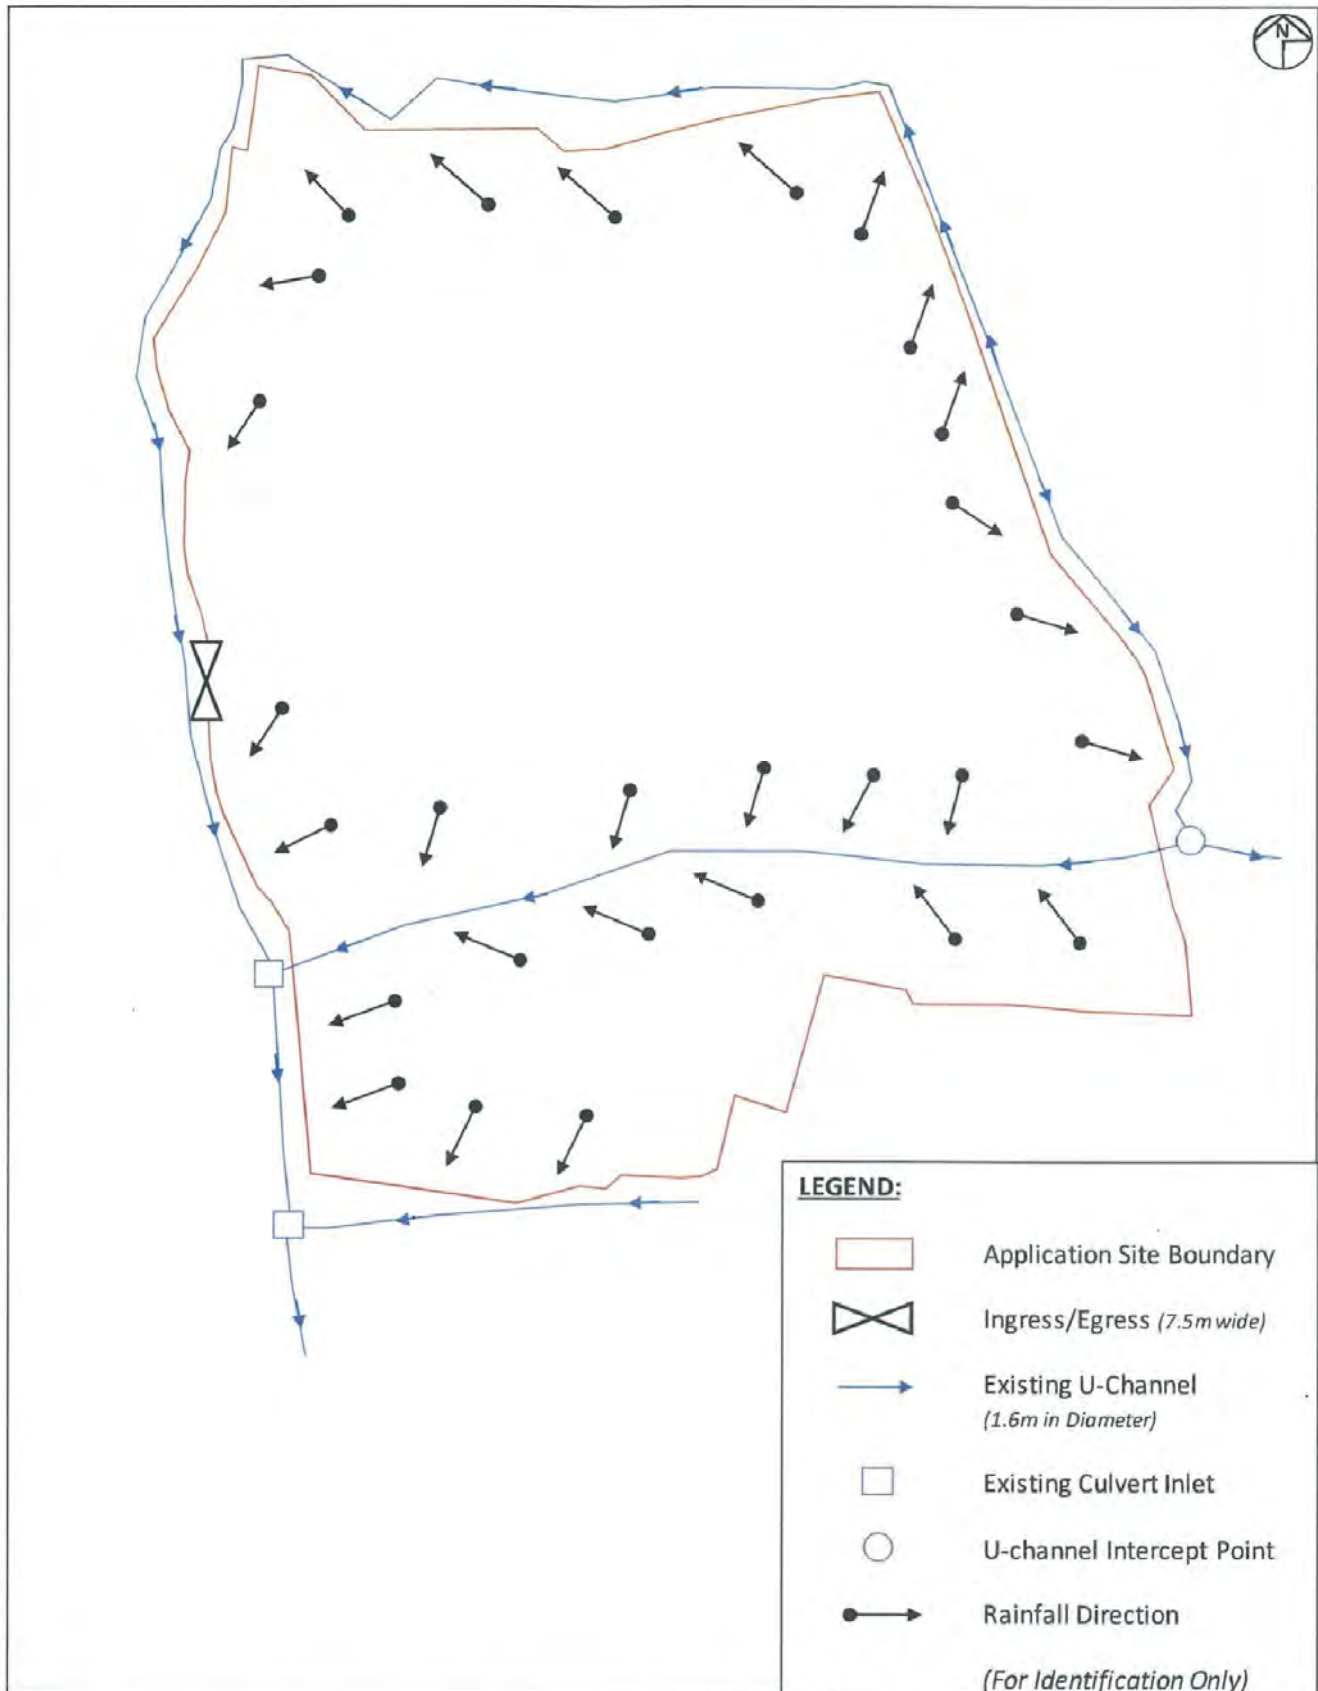 N
LEGEND:
Application Site Boundary
Ingress/Egress (7.5m wide)
Existing U-Channel
(1.6m in Diameter)
Existing Culvert Inlet
U-channel Intercept Point
Rainfall Direction
(For Identification Only)